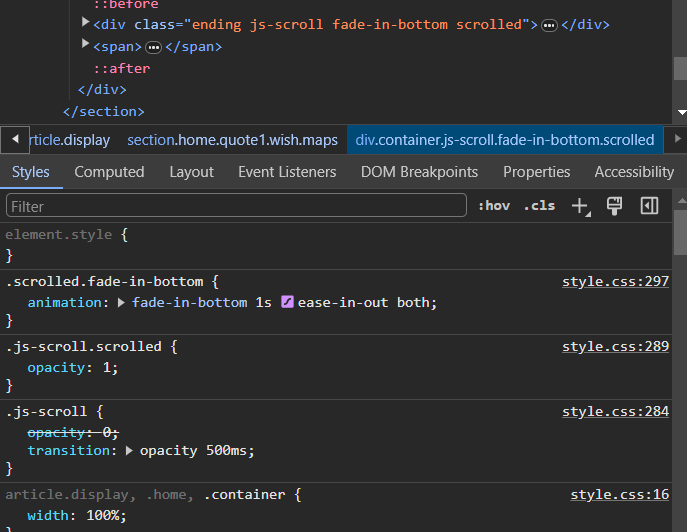 ::before
<div class="ending js-scroll fade-in-bottom scrolled">…</div>
<span>…</span>
::after
</div>
</section>
rticle.display section.home.quote1.wish.maps div.container.js-scroll.fade-in-bottom.scrolled
Styles Computed Layout Event Listeners DOM Breakpoints Properties Accessibility
Filter :hov .cls
element.style {
}
.scrolled.fade-in-bottom { style.css:297
animation: fade-in-bottom 1s ease-in-out both;
}
.js-scroll.scrolled { style.css:289
opacity: 1;
}
.js-scroll { style.css:284
opacity: 0;
transition: opacity 500ms;
}
article.display, .home, .container { style.css:16
width: 100%;